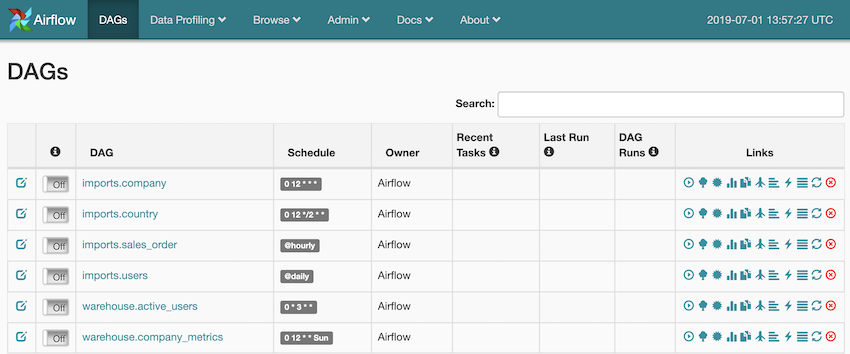 Airflow DAGs Data Profiling Browse Admin Docs About 2019-07-01 13:57:27 UTC
DAGs
Search:
DAG Schedule Owner Recent Tasks Last Run DAG Runs Links
Off imports.company 0 12 * * * Airflow
Off imports.country 0 12 */2 * * Airflow
Off imports.sales_order @hourly Airflow
Off imports.users @daily Airflow
Off warehouse.active_users 0 * 3 * * Airflow
Off warehouse.company_metrics 0 12 * * Sun Airflow